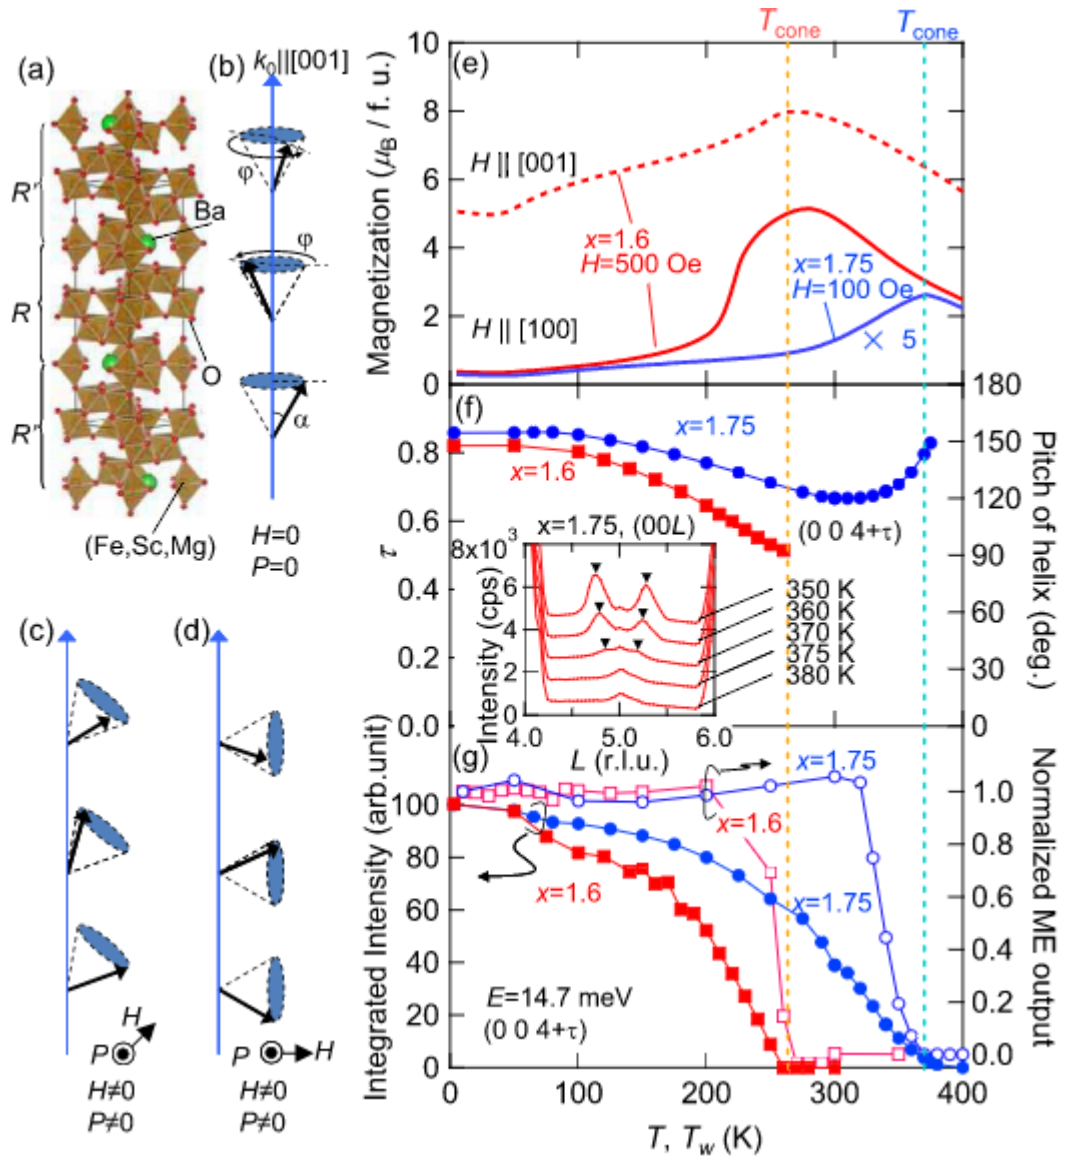 (a)
R'
R
R'
Ba
O
(Fe,Sc,Mg)
(b) k₀||[001]
φ
φ
α
H=0
P=0
(c)
H
P
H≠0
P≠0
(d)
P
H
H≠0
P≠0
T_cone T_cone
(e)
Magnetization (μ_B / f. u.)
10
8
6
4
2
0
H || [001]
x=1.6
H=500 Oe
x=1.75
H=100 Oe
H || [100]
× 5
(f)
τ
0.8
0.6
0.4
0.2
0.0
x=1.75
x=1.6
(0 0 4+τ)
180
150
120
90
60
30
0
Pitch of helix (deg.)
x=1.75, (00L)
8x10³
6
4
2
0
Intensity (cps)
350 K
360 K
370 K
375 K
380 K
4.0 5.0 6.0
L (r.l.u.)
(g)
Integrated Intensity (arb.unit)
100
80
60
40
20
0
x=1.75
x=1.6
x=1.6
x=1.75
E=14.7 meV
(0 0 4+τ)
1.0
0.8
0.6
0.4
0.2
0.0
Normalized ME output
0 100 200 300 400
T, T_w (K)